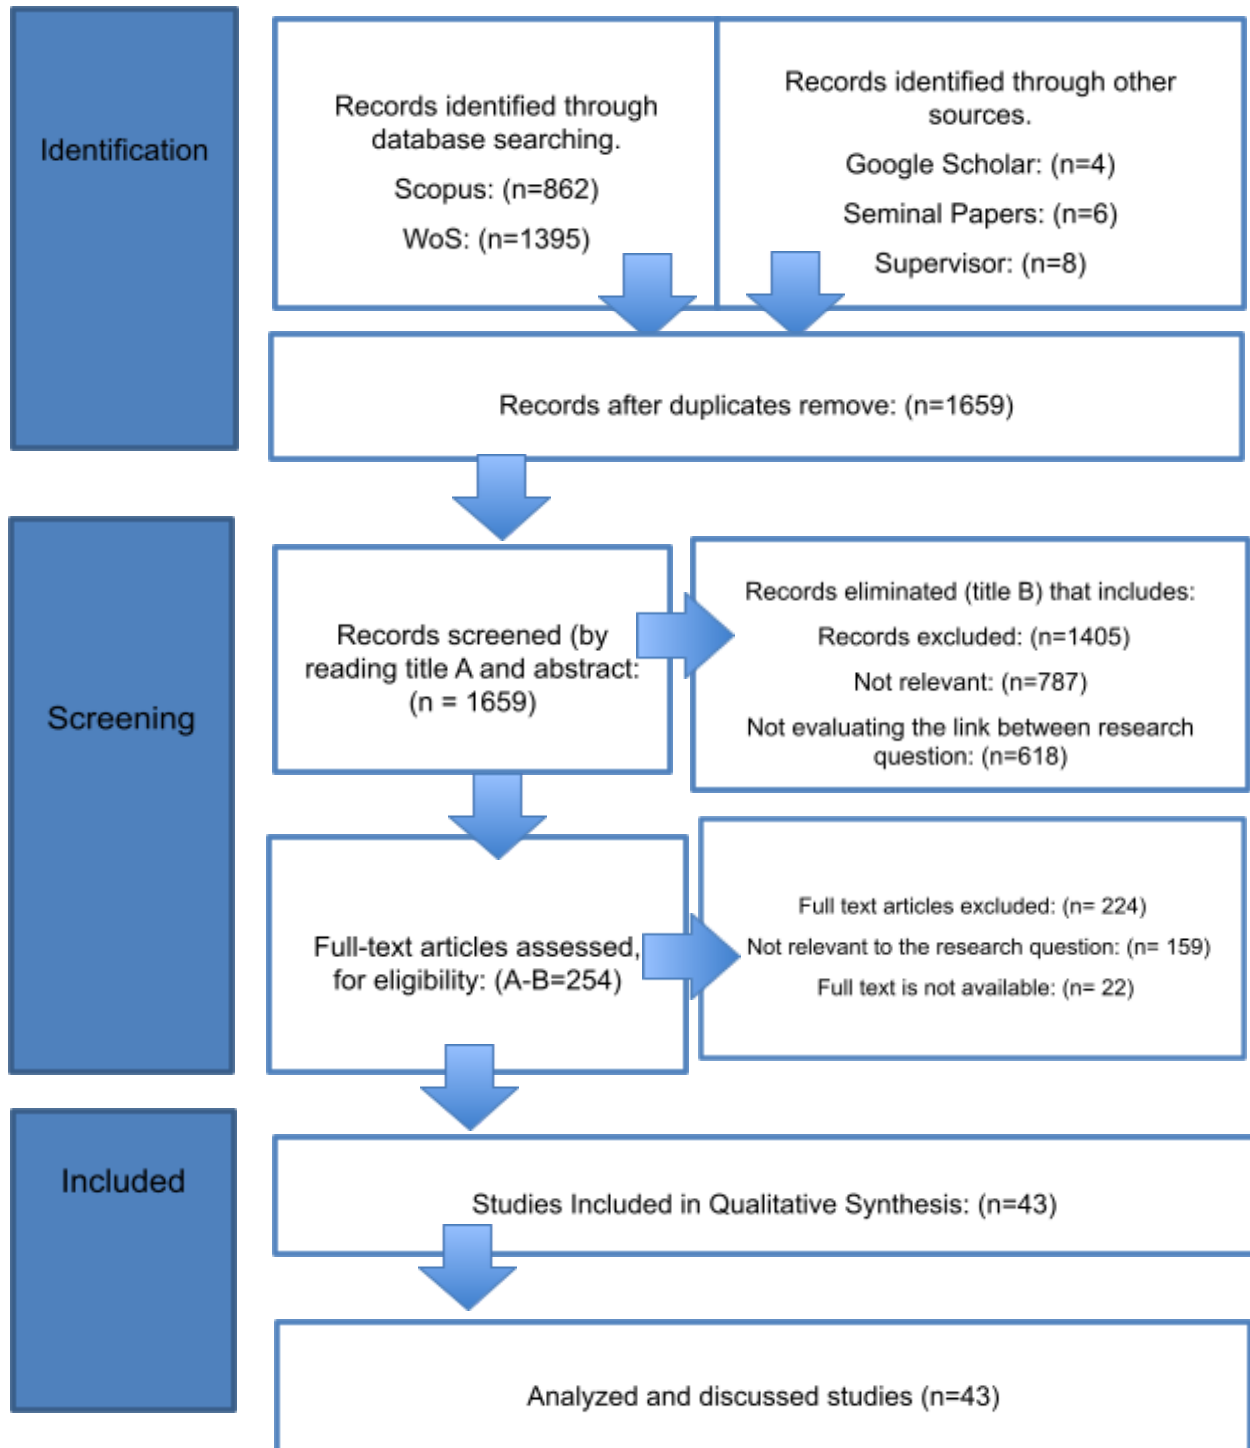 Identification
Records identified through
database searching.
Scopus: (n=862)
WoS: (n=1395)
Records identified through other
sources.
Google Scholar: (n=4)
Seminal Papers: (n=6)
Supervisor: (n=8)
Records after duplicates remove: (n=1659)
Screening
Records screened (by
reading title A and abstract:
(n = 1659)
Records eliminated (title B) that includes:
Records excluded: (n=1405)
Not relevant: (n=787)
Not evaluating the link between research
question: (n=618)
Full-text articles assessed,
for eligibility: (A-B=254)
Full text articles excluded: (n= 224)
Not relevant to the research question: (n= 159)
Full text is not available: (n= 22)
Included
Studies Included in Qualitative Synthesis: (n=43)
Analyzed and discussed studies (n=43)